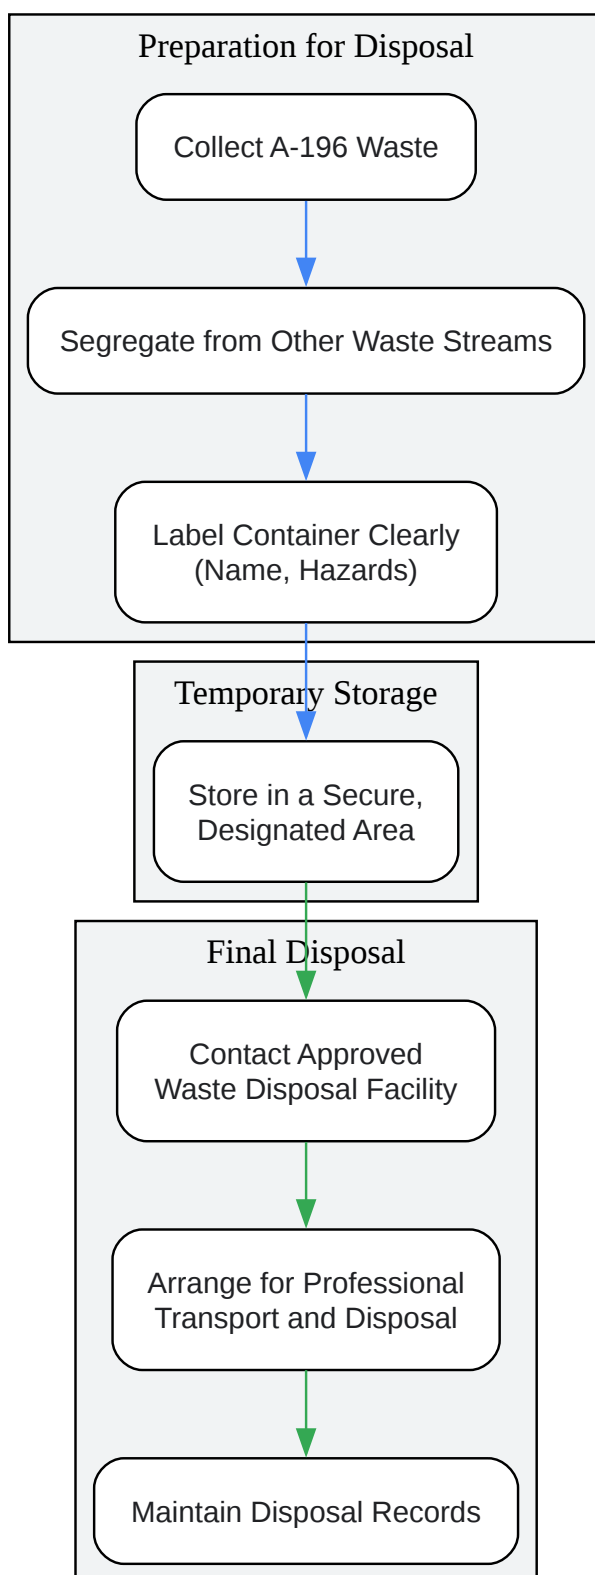 Preparation for Disposal
Collect A-196 Waste
Segregate from Other Waste Streams
Label Container Clearly
(Name, Hazards)
Temporary Storage
Store in a Secure,
Designated Area
Final Disposal
Contact Approved
Waste Disposal Facility
Arrange for Professional
Transport and Disposal
Maintain Disposal Records